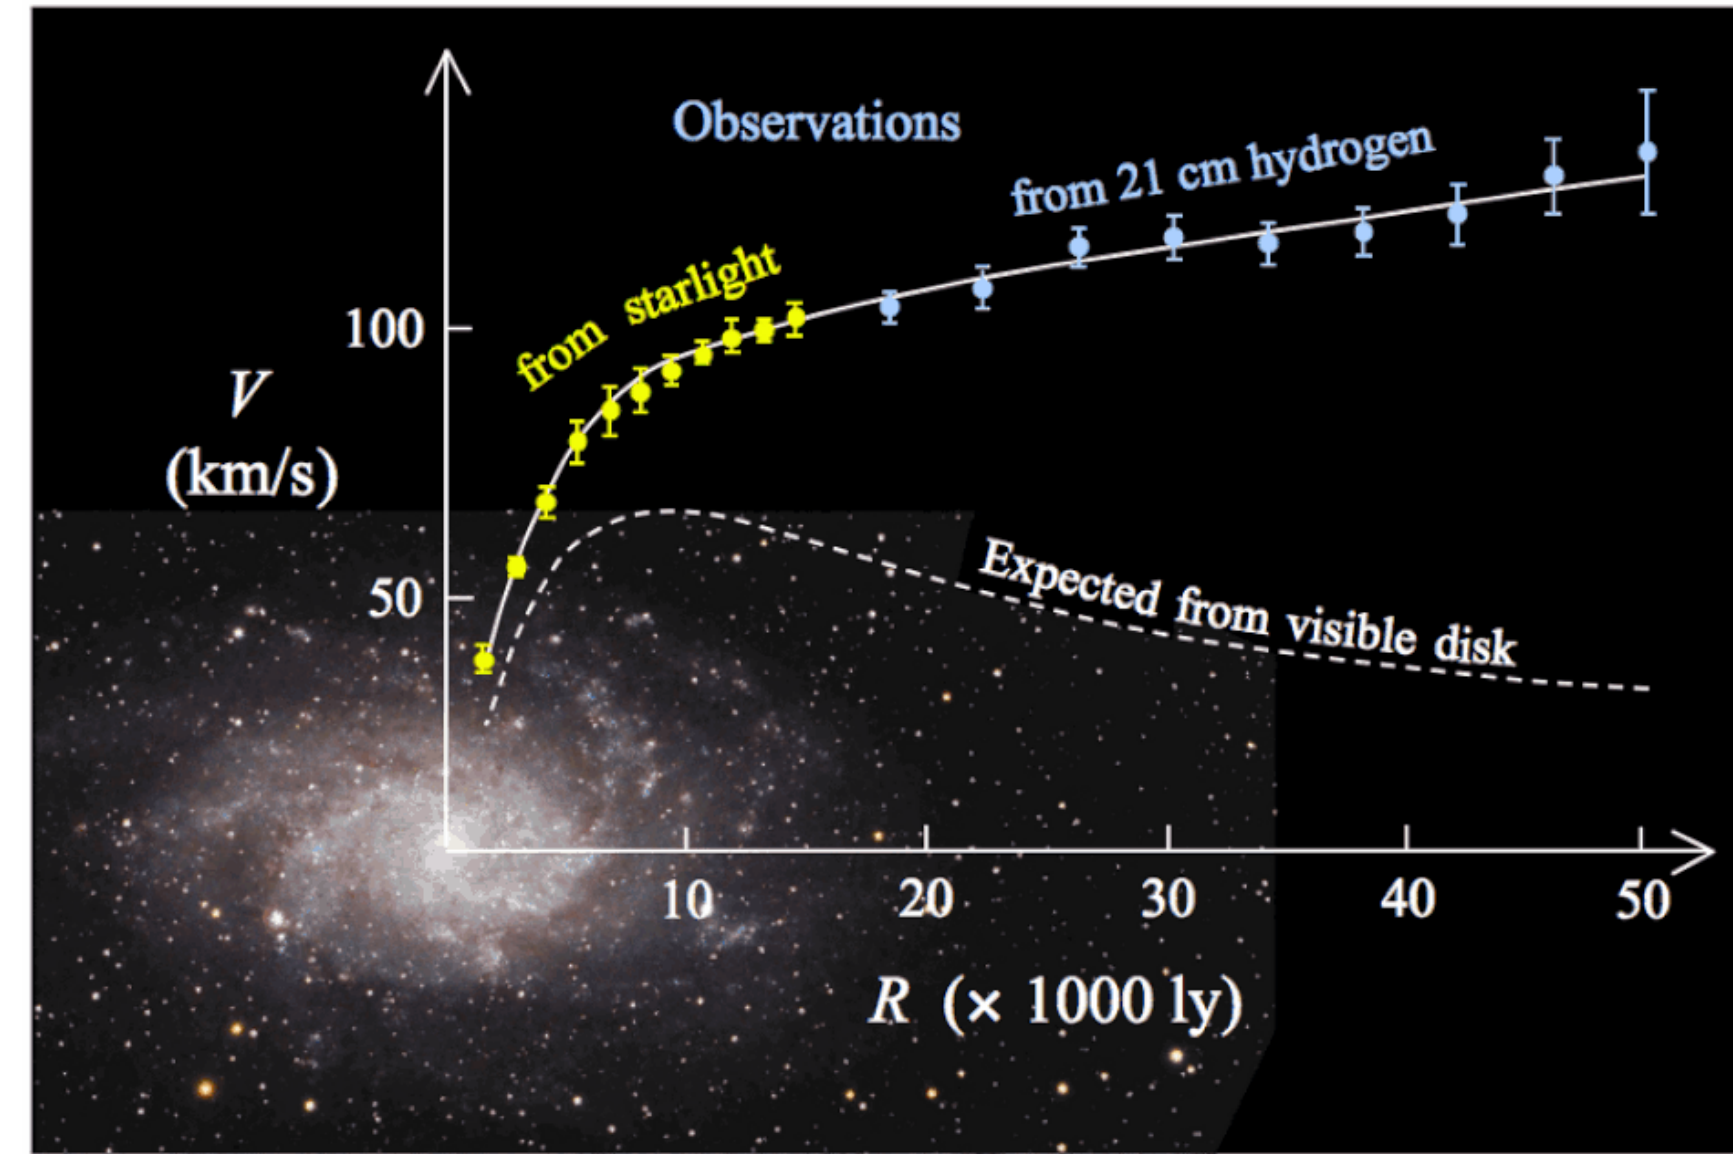 Observations
from 21 cm hydrogen
from starlight
100
V
(km/s)
50
Expected from visible disk
10 20 30 40 50
R (× 1000 ly)